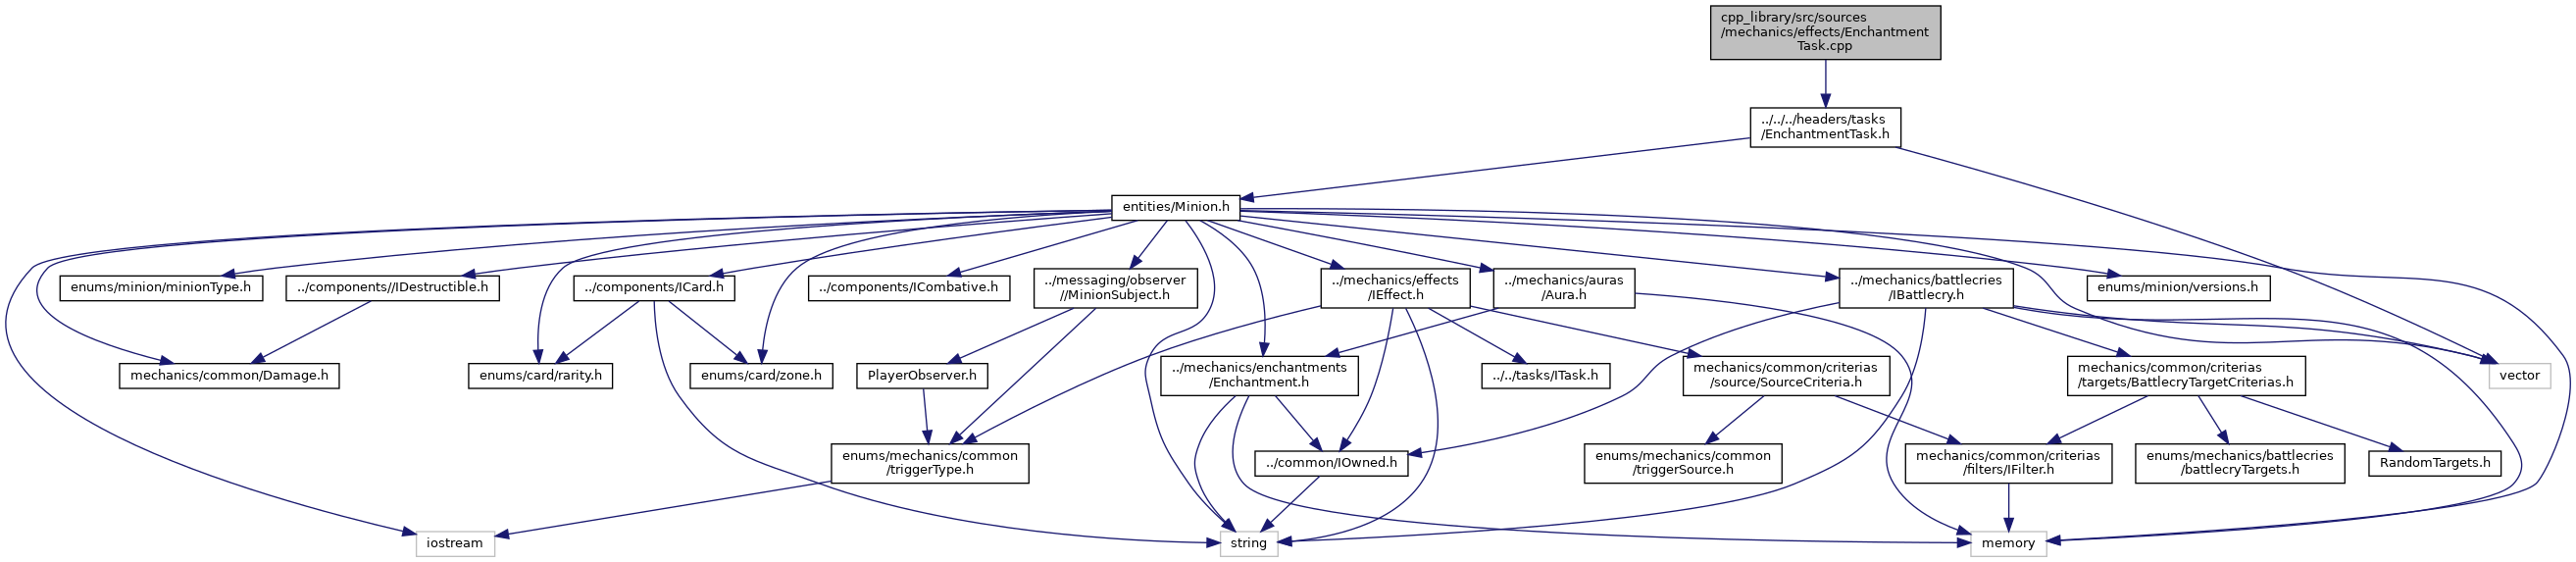 cpp_library/src/sources
/mechanics/effects/Enchantment
Task.cpp
../../../headers/tasks
/EnchantmentTask.h
entities/Minion.h
enums/minion/minionType.h
../components//IDestructible.h
../components/ICard.h
../components/ICombative.h
../messaging/observer
//MinionSubject.h
../mechanics/effects
/IEffect.h
../mechanics/auras
/Aura.h
../mechanics/battlecries
/IBattlecry.h
enums/minion/versions.h
mechanics/common/Damage.h
enums/card/rarity.h
enums/card/zone.h
PlayerObserver.h
../mechanics/enchantments
/Enchantment.h
../../tasks/ITask.h
mechanics/common/criterias
/source/SourceCriteria.h
mechanics/common/criterias
/targets/BattlecryTargetCriterias.h
vector
enums/mechanics/common
/triggerType.h
../common/IOwned.h
enums/mechanics/common
/triggerSource.h
mechanics/common/criterias
/filters/IFilter.h
enums/mechanics/battlecries
/battlecryTargets.h
RandomTargets.h
iostream
string
memory